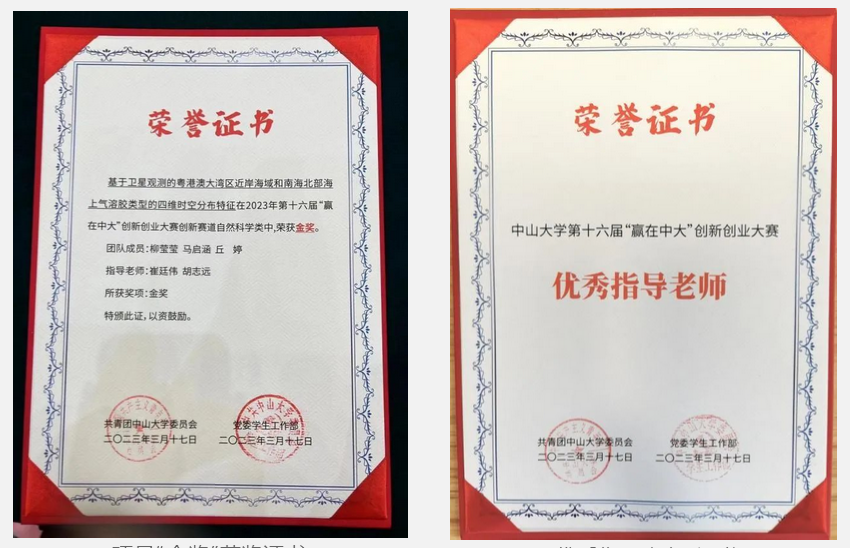 荣誉证书
基于卫星观测的粤港澳大湾区近岸海域和南海北部海
上气溶胶类型的四维时空分布特征在2023年第十六届“赢
在中大”创新创业大赛创新赛道自然科学类中,荣获金奖。
团队成员:柳莹莹 马启涵 丘 婷
指导老师:崔廷伟 胡志远
所获奖项:金奖
特颁此证,以资鼓励。
共青团中山大学委员会
二〇二三年三月十七日
党委学生工作部
二〇二三年三月十七日
荣誉证书
中山大学第十六届“赢在中大”创新创业大赛
优秀指导老师
共青团中山大学委员会
二〇二三年三月十七日
党委学生工作部
二〇二三年三月十七日